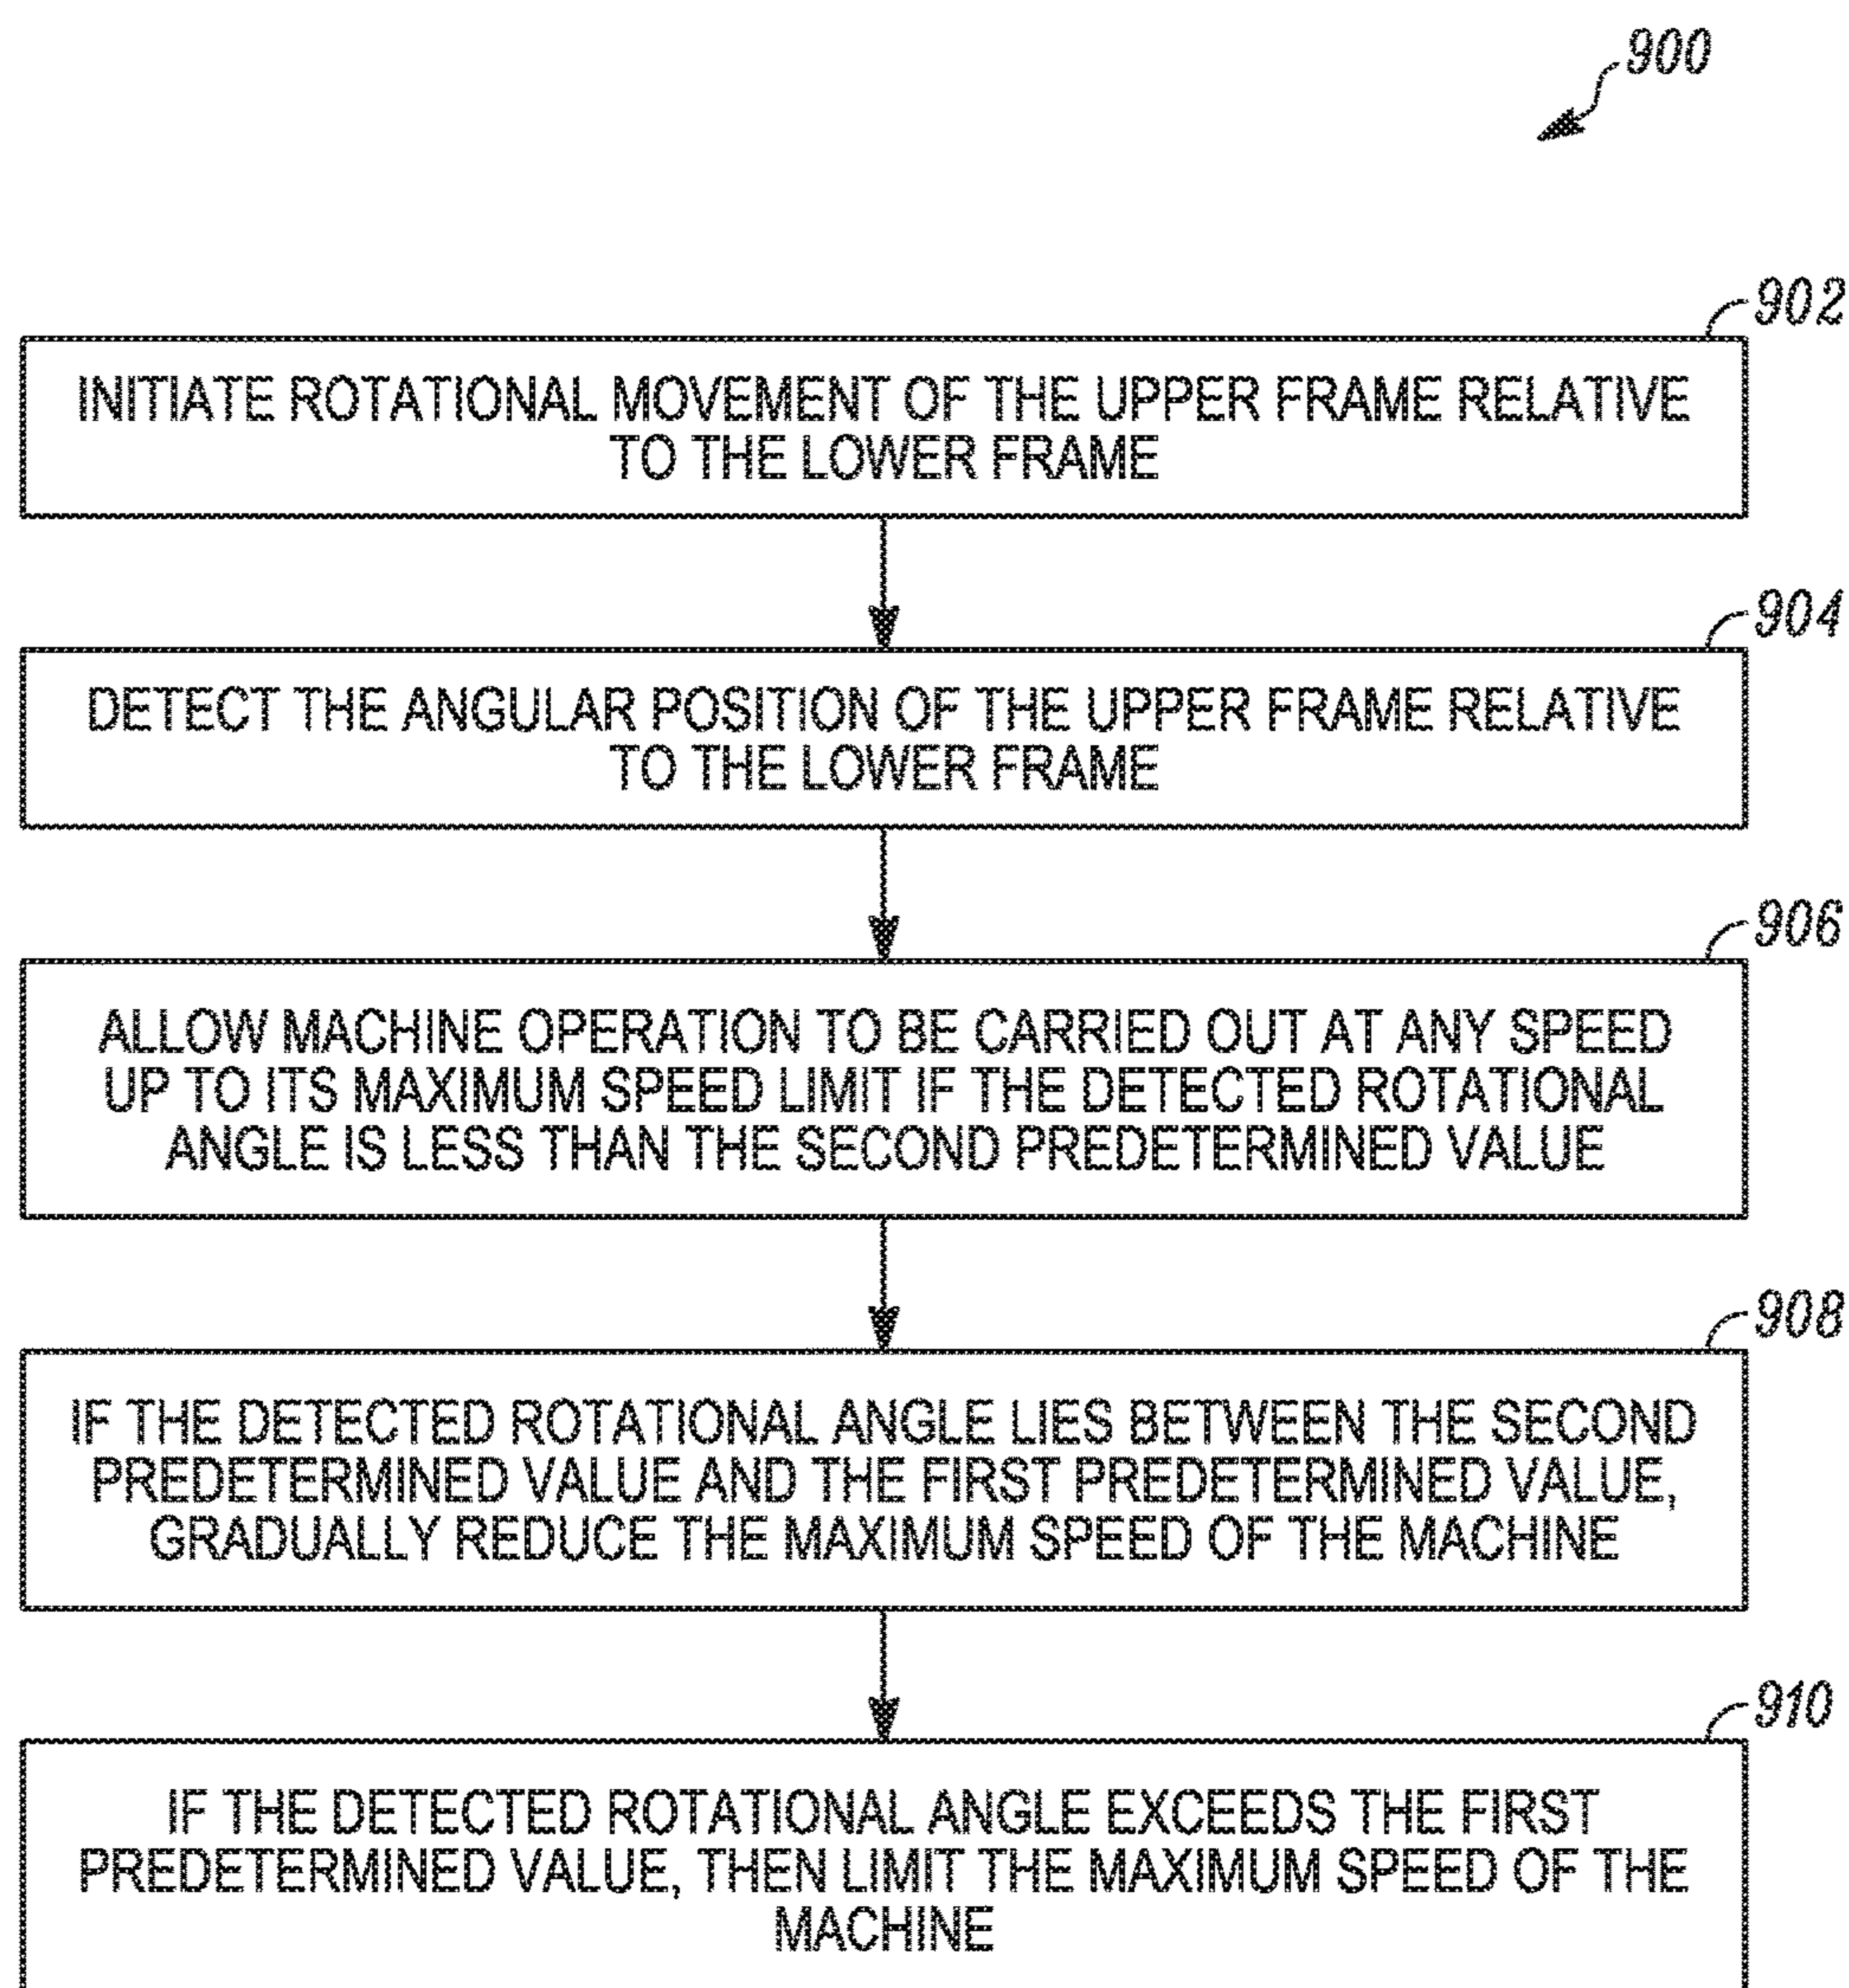 900
902
INITIATE ROTATIONAL MOVEMENT OF THE UPPER FRAME RELATIVE
TO THE LOWER FRAME
904
DETECT THE ANGULAR POSITION OF THE UPPER FRAME RELATIVE
TO THE LOWER FRAME
906
ALLOW MACHINE OPERATION TO BE CARRIED OUT AT ANY SPEED
UP TO ITS MAXIMUM SPEED LIMIT IF THE DETECTED ROTATIONAL
ANGLE IS LESS THAN THE SECOND PREDETERMINED VALUE
908
IF THE DETECTED ROTATIONAL ANGLE LIES BETWEEN THE SECOND
PREDETERMINED VALUE AND THE FIRST PREDETERMINED VALUE,
GRADUALLY REDUCE THE MAXIMUM SPEED OF THE MACHINE
910
IF THE DETECTED ROTATIONAL ANGLE EXCEEDS THE FIRST
PREDETERMINED VALUE, THEN LIMIT THE MAXIMUM SPEED OF THE
MACHINE